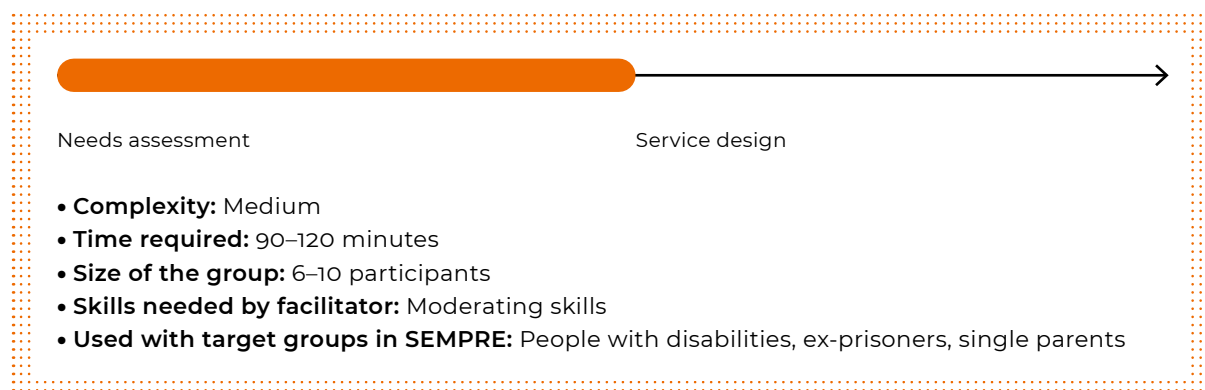 Needs assessment
Service design
• Complexity: Medium
• Time required: 90–120 minutes
• Size of the group: 6–10 participants
• Skills needed by facilitator: Moderating skills
• Used with target groups in SEMPRE: People with disabilities, ex-prisoners, single parents